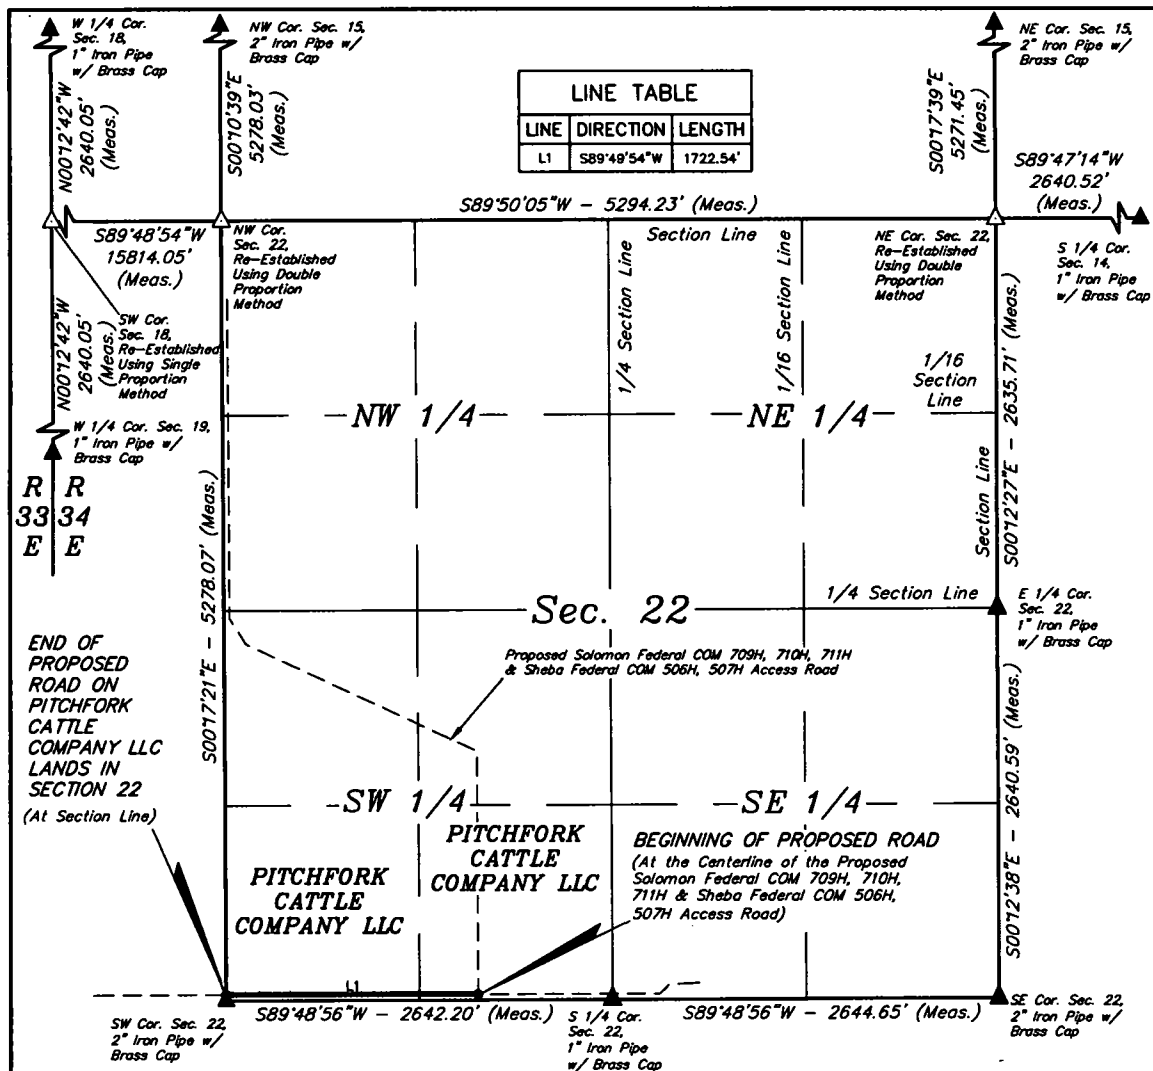 W 1/4 Cor.
Sec. 18,
1" Iron Pipe
w/ Brass Cap
NW Cor. Sec. 15,
2" Iron Pipe w/
Brass Cap
NE Cor. Sec. 15,
2" Iron Pipe w/
Brass Cap
N00°12'42"W
2640.05'
(Meas.)
S00°10'39"E
5278.03'
(Meas.)
LINE TABLE
LINE DIRECTION LENGTH
L1 S89°49'54"W 1722.54'
S00°17'39"E
5271.45'
(Meas.)
S89°47'14"W
2640.52'
(Meas.)
S89°50'05"W - 5294.23' (Meas.)
S89°48'54"W
15814.05'
(Meas.)
NW Cor.
Sec. 22,
Re-Established
Using Double
Proportion
Method
Section Line
NE Cor. Sec. 22,
Re-Established
Using Double
Proportion
Method
S 1/4 Cor.
Sec. 14,
1" Iron Pipe
w/ Brass Cap
N00°12'42"W
2640.05'
(Meas.)
SW Cor.
Sec. 18,
Re-Established
Using Single
Proportion
Method
1/4 Section Line
1/16 Section Line
1/16
Section
Line
S00°12'27"E - 2635.71' (Meas.)
W 1/4 Cor. Sec. 19,
1" Iron Pipe w/
Brass Cap
NW 1/4
NE 1/4
R R
33 34
E E
S00°17'21"E - 5278.07' (Meas.)
Section Line
Sec. 22
1/4 Section Line
E 1/4 Cor.
Sec. 22,
1" Iron Pipe
w/ Brass Cap
END OF
PROPOSED
ROAD ON
PITCHFORK
CATTLE
COMPANY LLC
LANDS IN
SECTION 22
(At Section Line)
Proposed Solomon Federal COM 709H, 710H, 711H
& Sheba Federal COM 506H, 507H Access Road
SW 1/4
SE 1/4
S00°12'38"E - 2640.59' (Meas.)
PITCHFORK
CATTLE
COMPANY LLC
PITCHFORK
CATTLE
COMPANY LLC
BEGINNING OF PROPOSED ROAD
(At the Centerline of the Proposed
Solomon Federal COM 709H, 710H,
711H & Sheba Federal COM 506H,
507H Access Road)
L1
SW Cor. Sec. 22,
2" Iron Pipe w/
Brass Cap
S89°48'56"W - 2642.20' (Meas.)
S 1/4 Cor.
Sec. 22,
1" Iron Pipe
w/ Brass Cap
S89°48'56"W - 2644.65' (Meas.)
SE Cor. Sec. 22,
2" Iron Pipe w/
Brass Cap